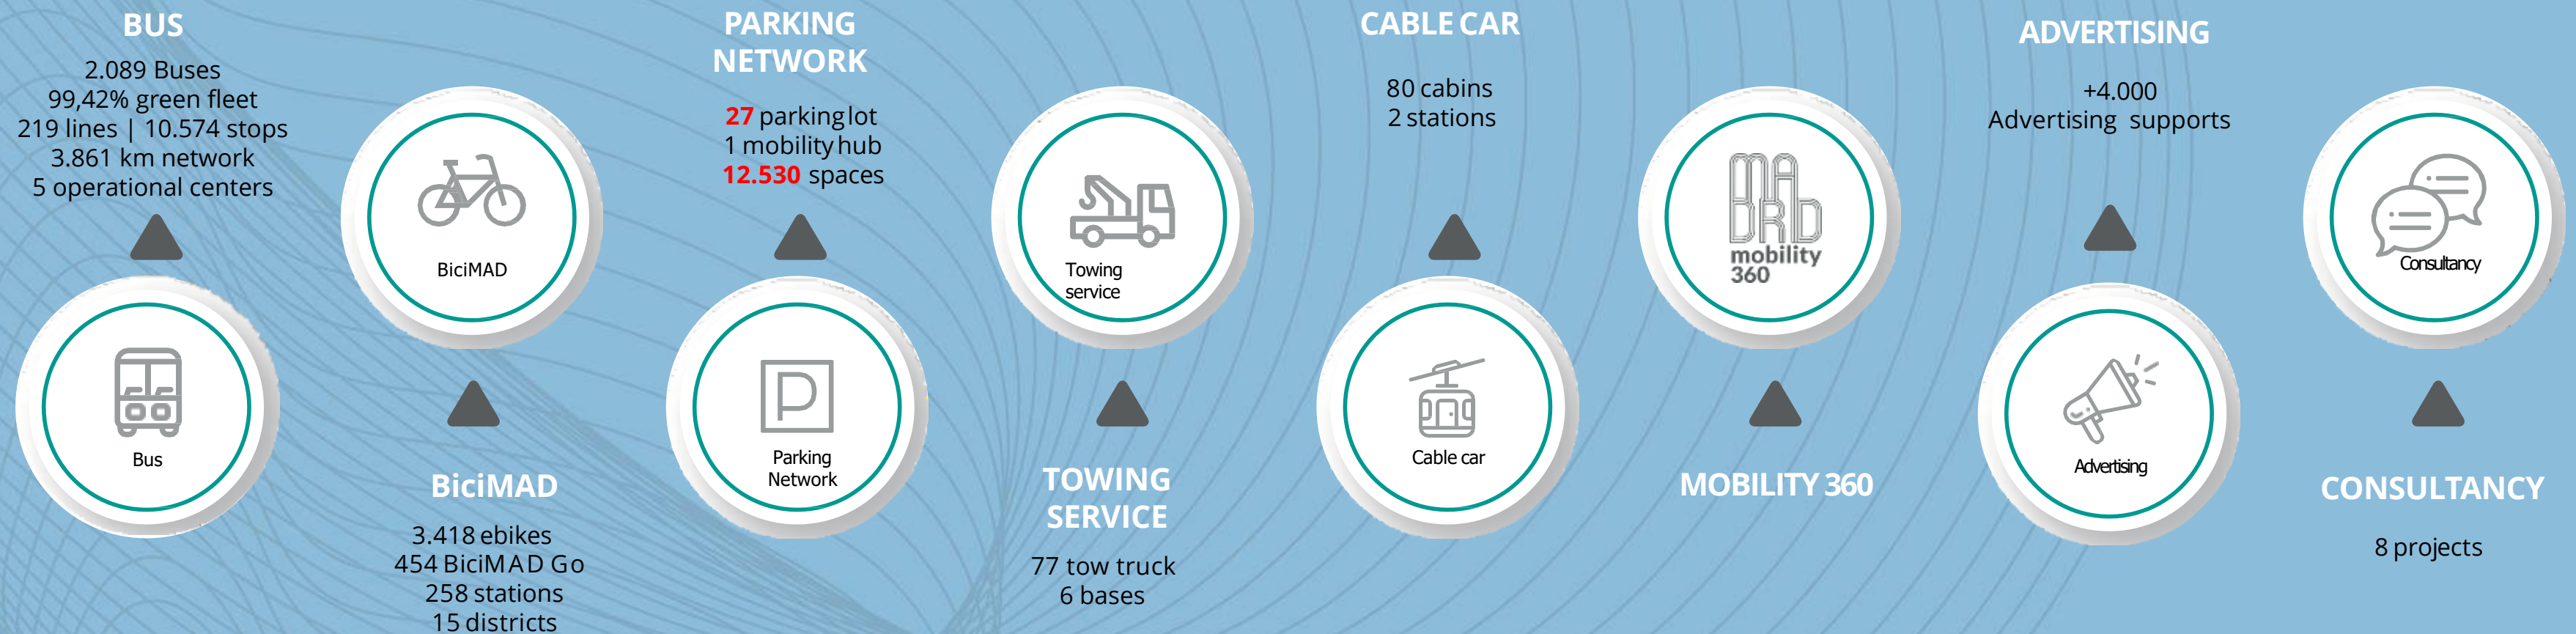 BUS
2.089 Buses
99,42% green fleet
219 lines | 10.574 stops
3.861 km network
5 operational centers
Bus
BiciMAD
BiciMAD
3.418 ebikes
454 BiciMAD Go
258 stations
15 districts
PARKING
NETWORK
27 parking lot
1 mobility hub
12.530 spaces
Parking
Network
Towing
service
TOWING
SERVICE
77 tow truck
6 bases
CABLE CAR
80 cabins
2 stations
Cable car
MA
DRD
mobility
360
MOBILITY 360
ADVERTISING
+4.000
Advertising supports
Advertising
Consultancy
CONSULTANCY
8 projects